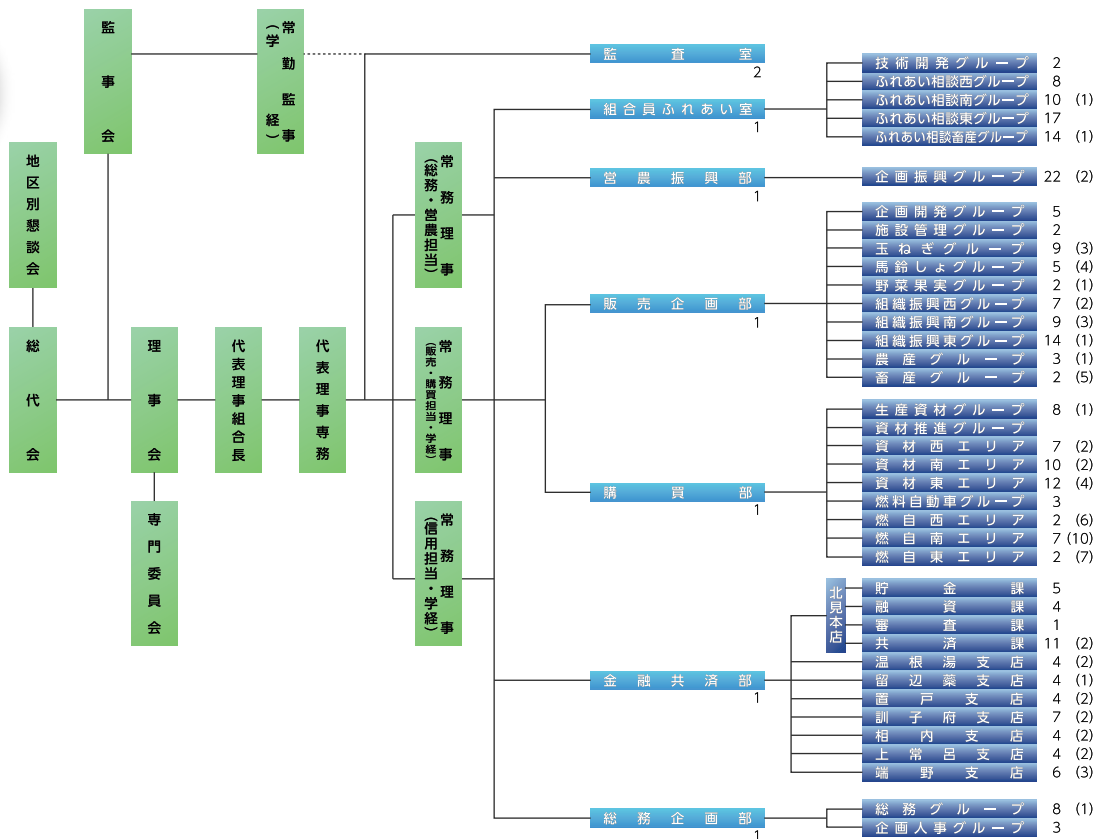 監事会
常勤監事
(学経)
地区別懇談会
総代会
理事会
専門委員会
代表理事組合長
代表理事専務
常務理事
(総務・営農担当)
常務理事
(販売・購買担当・学経)
常務理事
(信用担当・学経)
監査室
2
組合員ふれあい室
1
技術開発グループ 2
ふれあい相談西グループ 8
ふれあい相談南グループ 10 (1)
ふれあい相談東グループ 17
ふれあい相談畜産グループ 14 (1)
営農振興部
1
企画振興グループ 22 (2)
販売企画部
1
企画開発グループ 5
施設管理グループ 2
玉ねぎグループ 9 (3)
馬鈴しょグループ 5 (4)
野菜果実グループ 2 (1)
組織振興西グループ 7 (2)
組織振興南グループ 9 (3)
組織振興東グループ 14 (1)
農産グループ 3 (1)
畜産グループ 2 (5)
購買部
1
生産資材グループ 8 (1)
資材推進グループ
資材西エリア 7 (2)
資材南エリア 10 (2)
資材東エリア 12 (4)
燃料自動車グループ 3
燃自西エリア 2 (6)
燃自南エリア 7 (10)
燃自東エリア 2 (7)
金融共済部
1
北見本店
貯金課 5
融資課 4
審査課 1
共済課 11 (2)
温根湯支店 4 (2)
留辺蘂支店 4 (1)
置戸支店 4 (2)
訓子府支店 7 (2)
相内支店 4 (2)
上常呂支店 4 (2)
端野支店 6 (3)
総務企画部
1
総務グループ 8 (1)
企画人事グループ 3